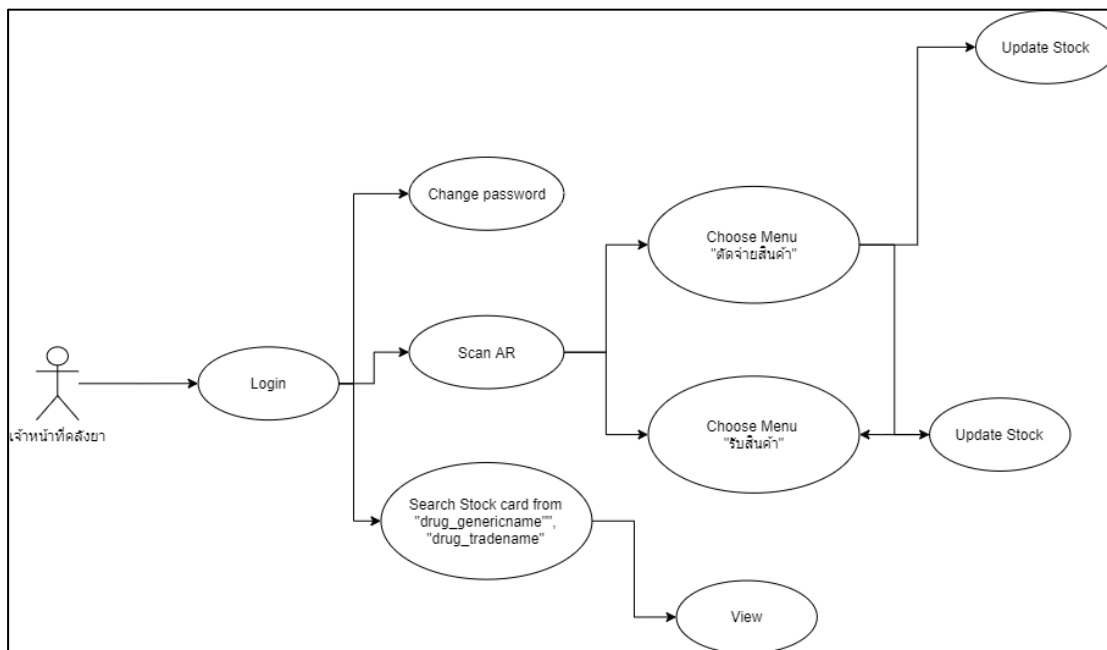 Update Stock
Change password
Choose Menu
"ตัดจ่ายสินค้า"
Scan AR
Login
เจ้าหน้าที่คลังยา
Choose Menu
"รับสินค้า"
Update Stock
Search Stock card from
"drug_genericname"",
"drug_tradename"
View